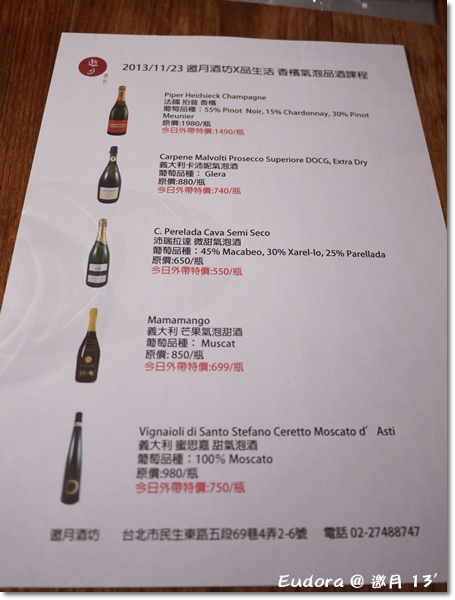 邀月
2013/11/23 邀月酒坊X品生活 香檳氣泡品酒課程
Piper Heidsieck Champagne
法國 拍普 香檳
葡萄品種：55% Pinot Noir, 15% Chardonnay, 30% Pinot
Meunier
原價:1980/瓶
今日外帶特價:1490/瓶
Carpene Malvolti Prosecco Superiore DOCG, Extra Dry
義大利卡沛妮氣泡酒
葡萄品種： Glera
原價:880/瓶
今日外帶特價:740/瓶
C. Perelada Cava Semi Seco
沛瑞拉達 微甜氣泡酒
葡萄品種：45% Macabeo, 30% Xarel-lo, 25% Parellada
原價:650/瓶
今日外帶特價:550/瓶
Mamamango
義大利 芒果氣泡甜酒
葡萄品種： Muscat
原價: 850/瓶
今日外帶特價:699/瓶
Vignaioli di Santo Stefano Ceretto Moscato d' Asti
義大利 蜜思嘉 甜氣泡酒
葡萄品種：100% Moscato
原價:980/瓶
今日外帶特價:750/瓶
邀月酒坊 台北市民生東路五段69巷4弄2-6號 電話 02-27488747
Eudora @ 邀月 13'